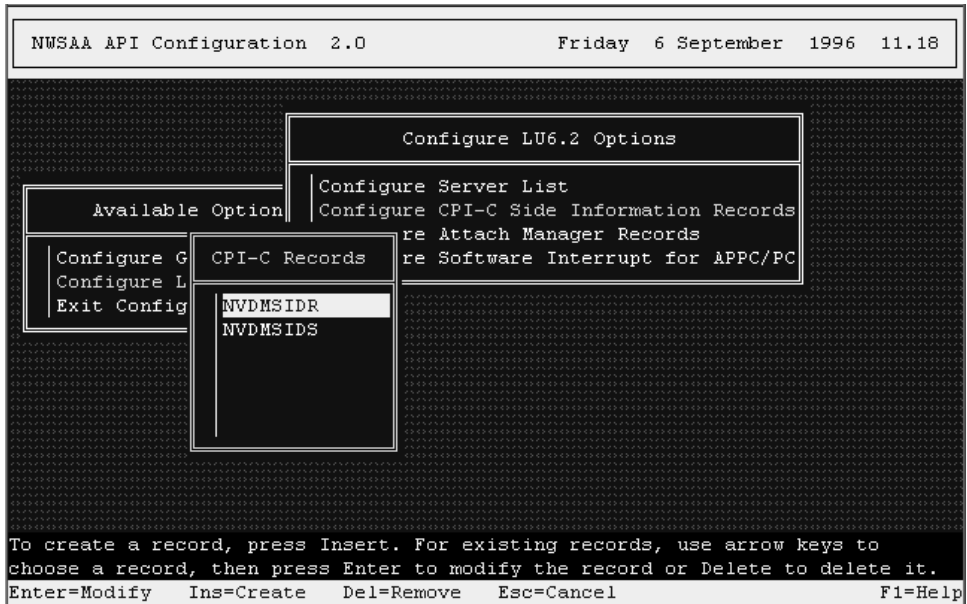 NWSAA API Configuration 2.0 Friday 6 September 1996 11.18
Configure LU6.2 Options
Configure Server List
Configure CPI-C Side Information Records
re Attach Manager Records
re Software Interrupt for APPC/PC
Available Option
Configure G
Configure L
Exit Config
CPI-C Records
NVDMSIDR
NVDMSIDS
To create a record, press Insert. For existing records, use arrow keys to
choose a record, then press Enter to modify the record or Delete to delete it.
Enter=Modify Ins=Create Del=Remove Esc=Cancel F1=Help